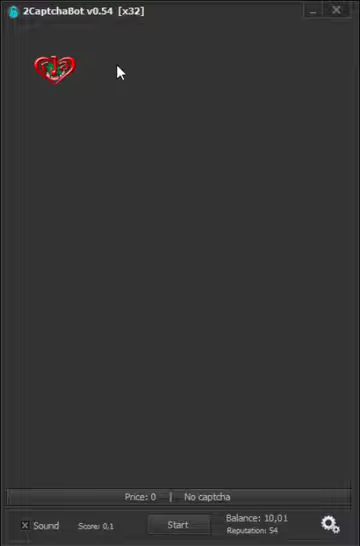 2CaptchaBot v0.54 [x32]
Price: 0 | No captcha
Sound
Score: 0,1
Start
Balance: 10,01
Reputation: 54